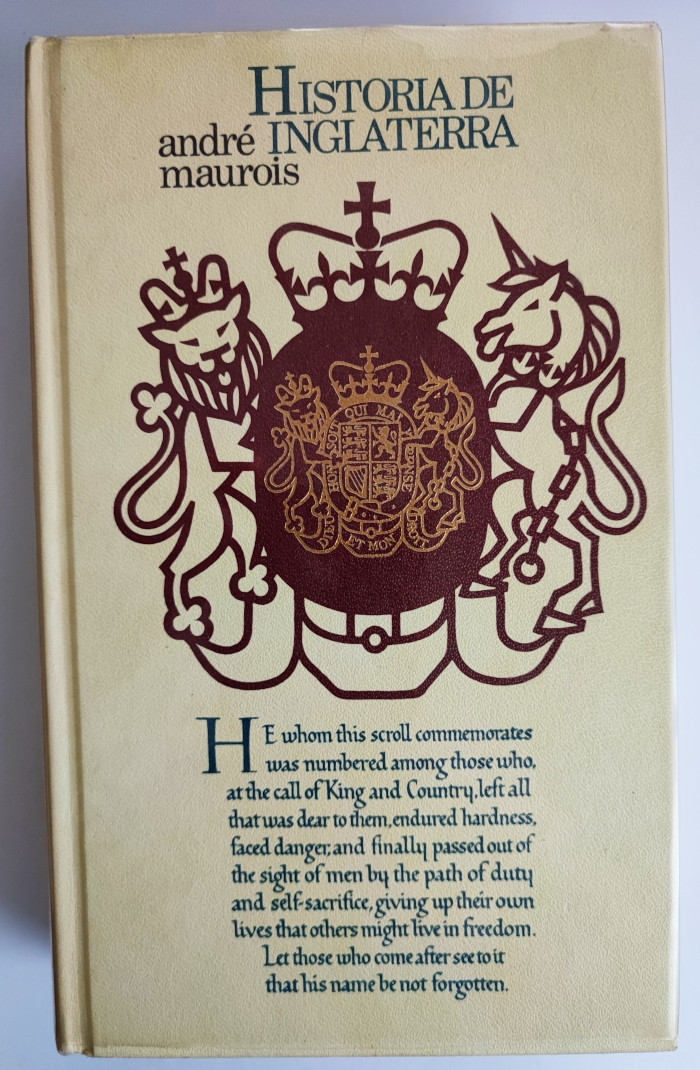 HISTORIA DE
andré INGLATERRA
maurois
HONI SOIT QUI MAL Y PENSE
DIEU ET MON DROIT
HE whom this scroll commemorates
was numbered among those who,
at the call of King and Country, left all
that was dear to them, endured hardness,
faced danger, and finally passed out of
the sight of men by the path of duty
and self-sacrifice, giving up their own
lives that others might live in freedom.
Let those who come after see to it
that his name be not forgotten.